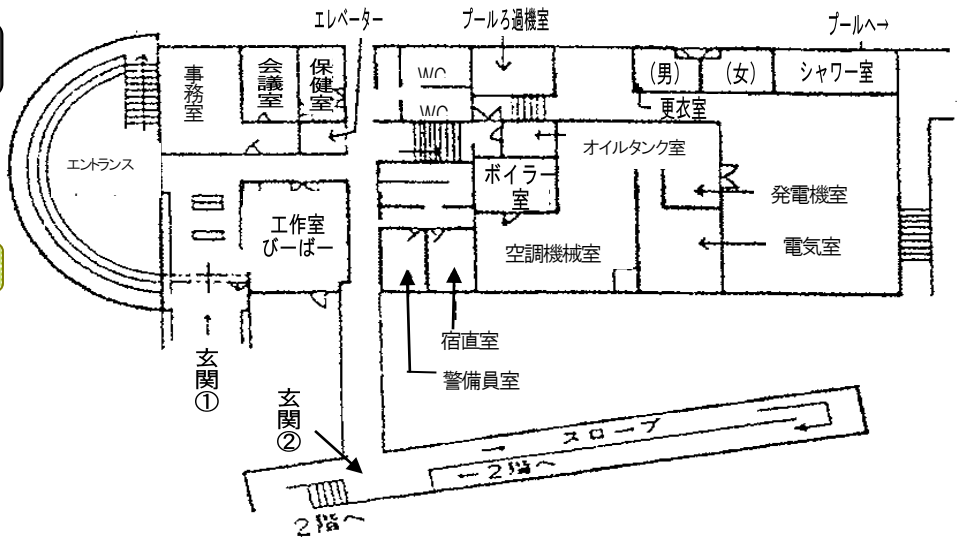 エレベーター
プールろ過機室
プールへ→
事務室
会議室
保健室
WC
WC
(男)
(女)
シャワー室
更衣室
エントランス
オイルタンク室
ボイラー
室
発電機室
工作室
びーばー
空調機械室
電気室
宿直室
警備員室
玄関①
玄関②
スロープ
←2階へ
2階へ